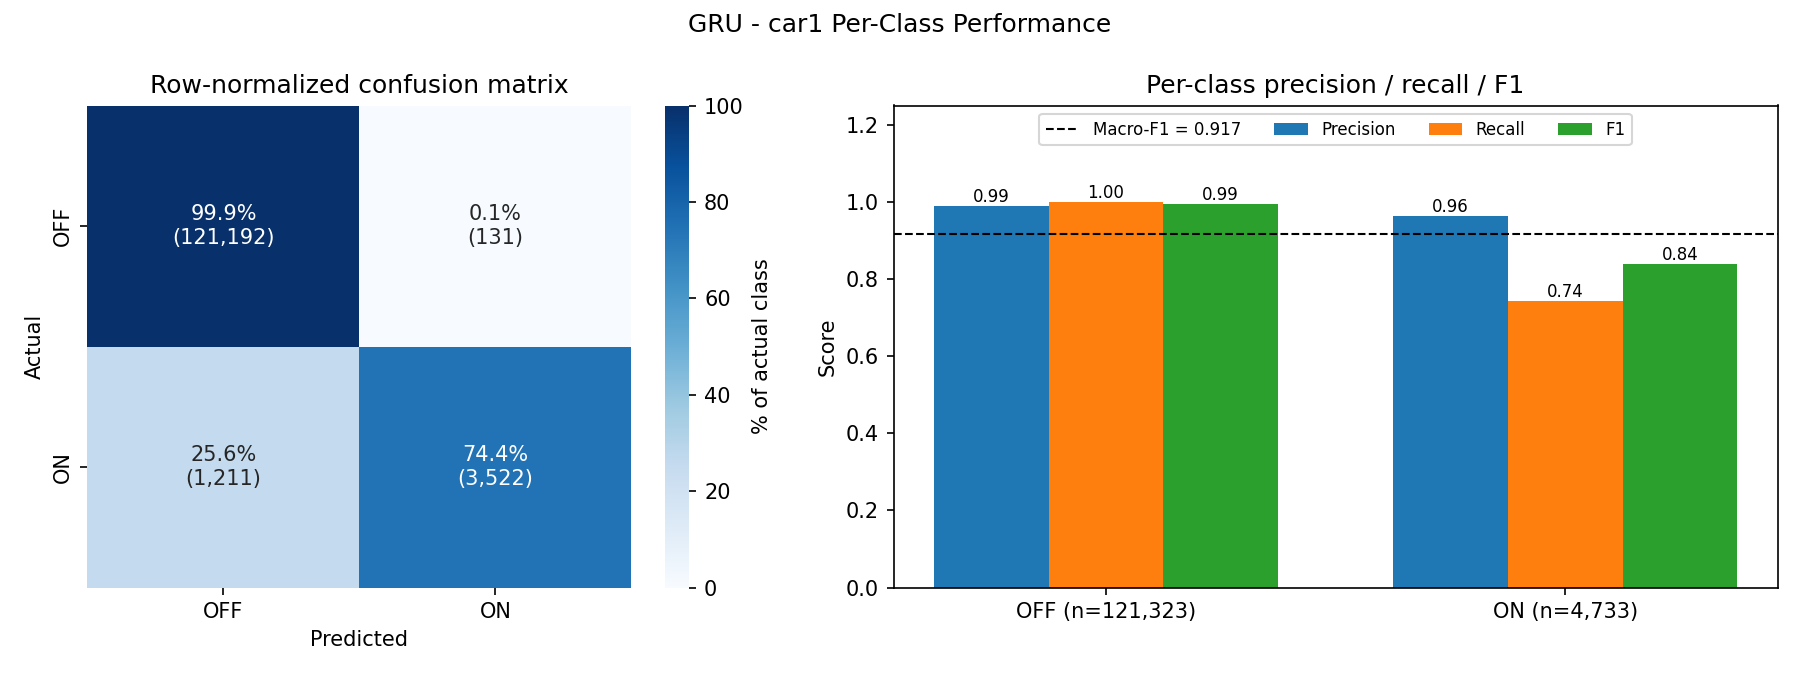 GRU - car1 Per-Class Performance
Row-normalized confusion matrix
99.9%
(121,192)
0.1%
(131)
25.6%
(1,211)
74.4%
(3,522)
OFF
ON
Actual
OFF
ON
Predicted
100
80
60
40
20
0
% of actual class
Per-class precision / recall / F1
Macro-F1 = 0.917
Precision
Recall
F1
1.2
1.0
0.8
0.6
0.4
0.2
0.0
Score
0.99
1.00
0.99
0.96
0.74
0.84
OFF (n=121,323)
ON (n=4,733)